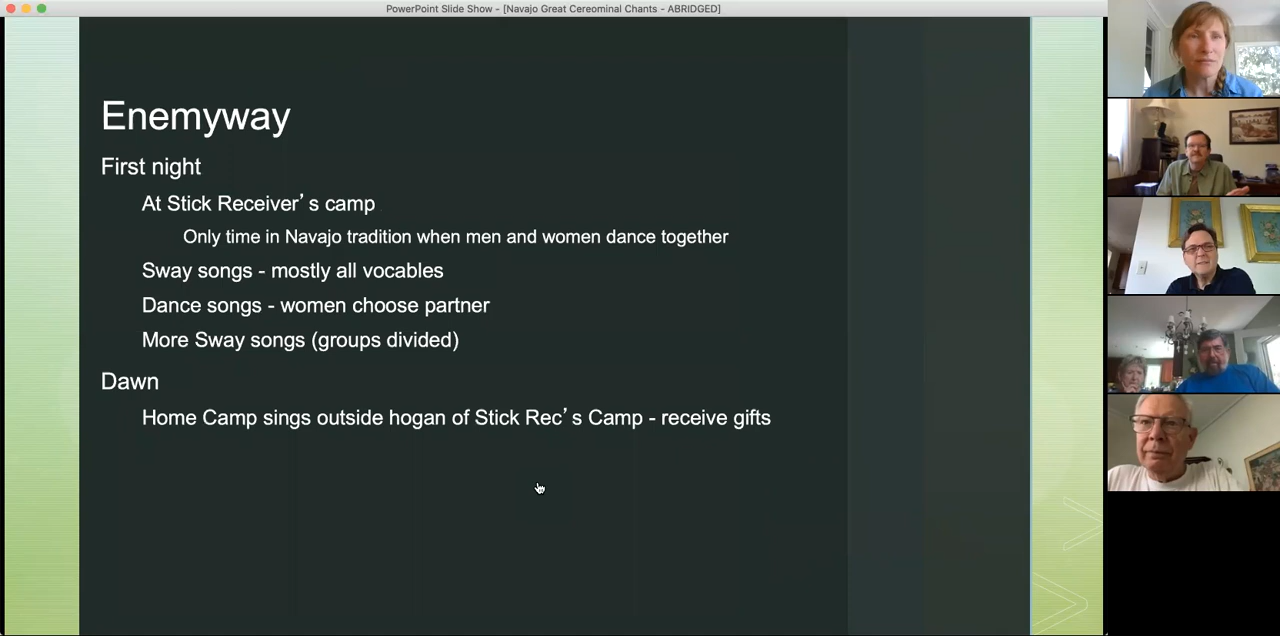 PowerPoint Slide Show - [Navajo Great Cereominal Chants - ABRIDGED]
Enemyway
First night
At Stick Receiver’s camp
Only time in Navajo tradition when men and women dance together
Sway songs - mostly all vocables
Dance songs - women choose partner
More Sway songs (groups divided)
Dawn
Home Camp sings outside hogan of Stick Rec’s Camp - receive gifts